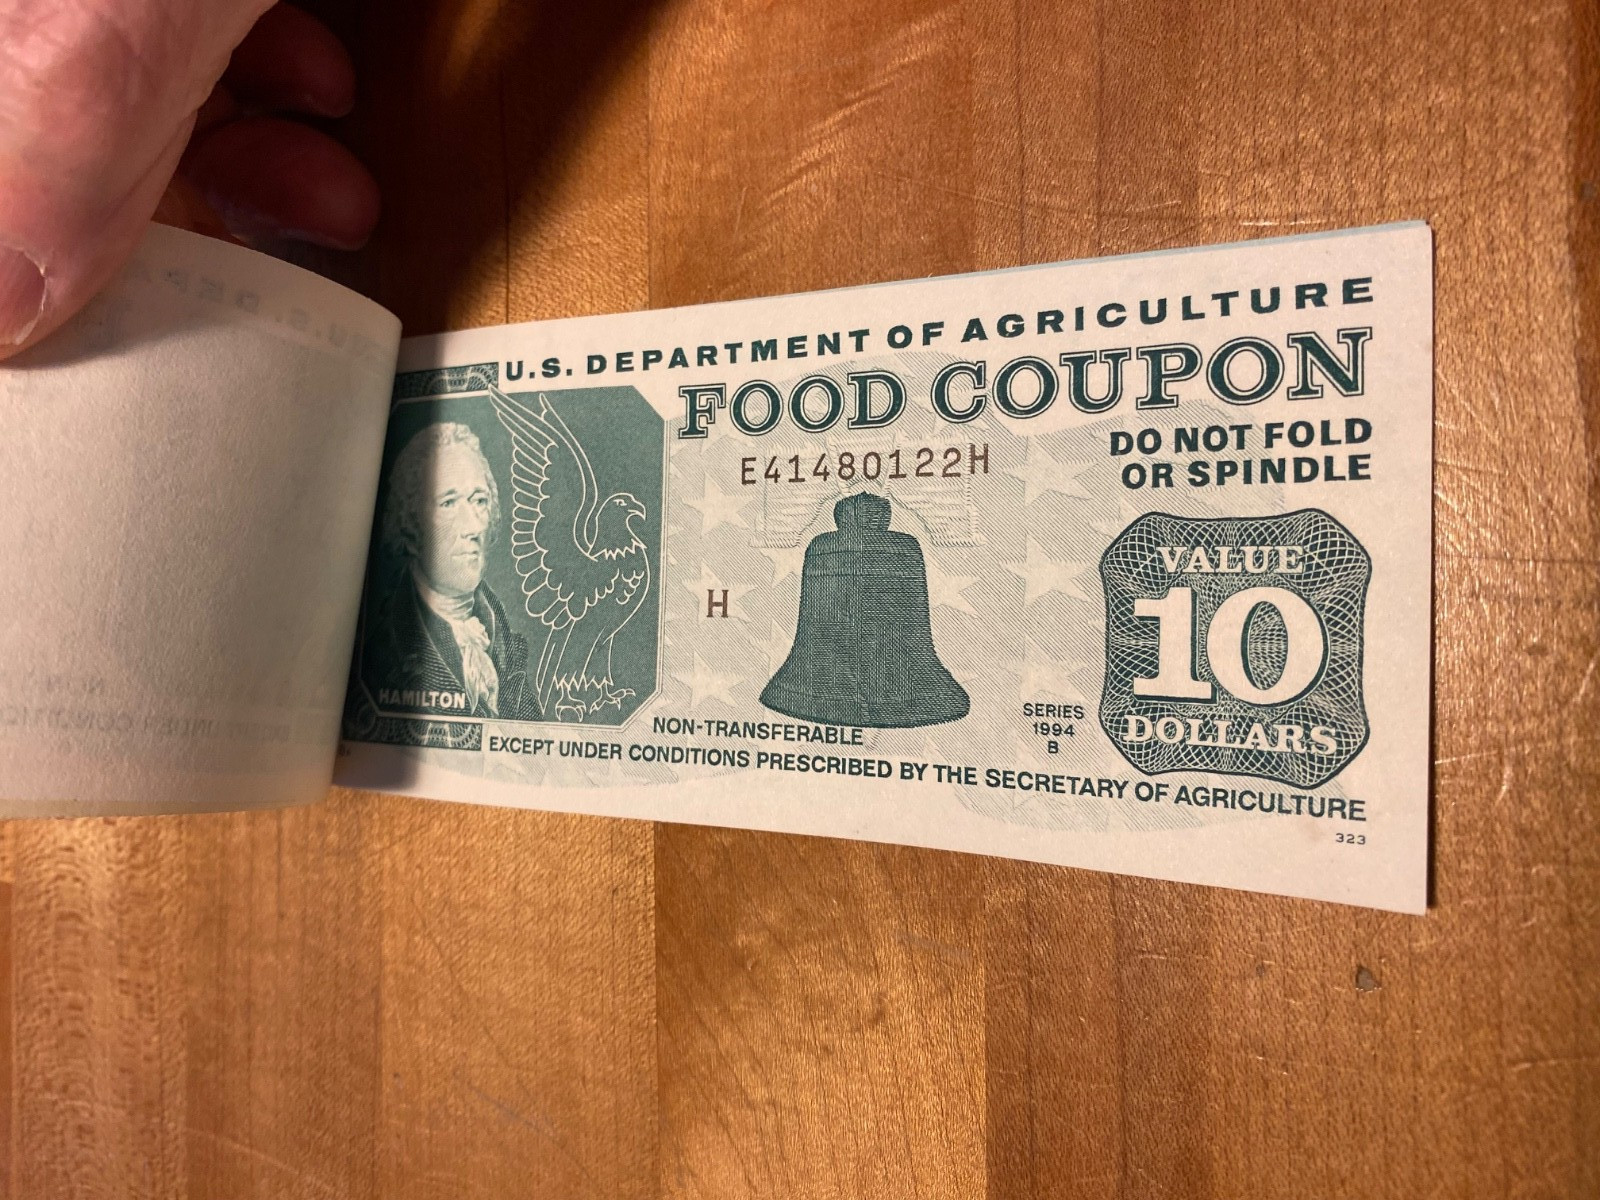 U.S. DEPARTMENT OF AGRICULTURE
FOOD COUPON
E41480122H
DO NOT FOLD
OR SPINDLE
VALUE
10
DOLLARS
H
HAMILTON
SERIES
1994
B
NON-TRANSFERABLE
EXCEPT UNDER CONDITIONS PRESCRIBED BY THE SECRETARY OF AGRICULTURE
323